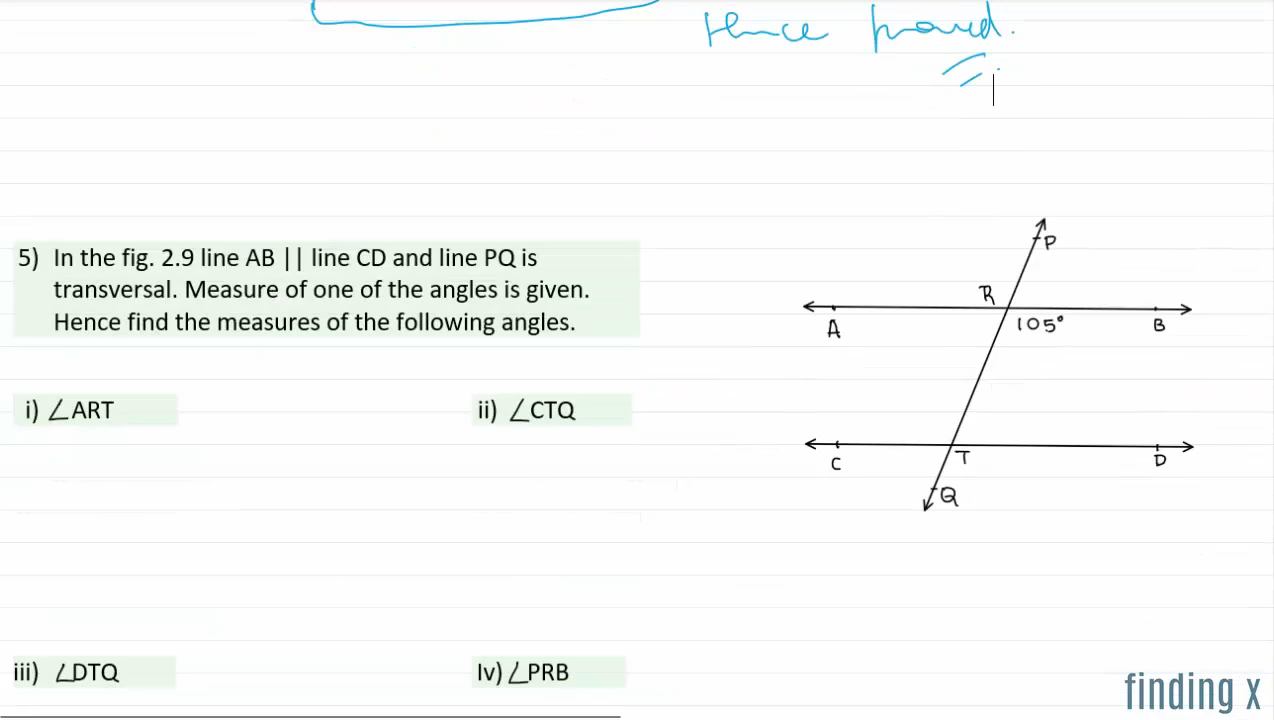 Hence proved.
5) In the fig. 2.9 line AB || line CD and line PQ is
transversal. Measure of one of the angles is given.
Hence find the measures of the following angles.
P
R
105°
A
B
i) ∠ART ii) ∠CTQ
C
T
D
Q
iii) ∠DTQ Iv) ∠PRB
finding x